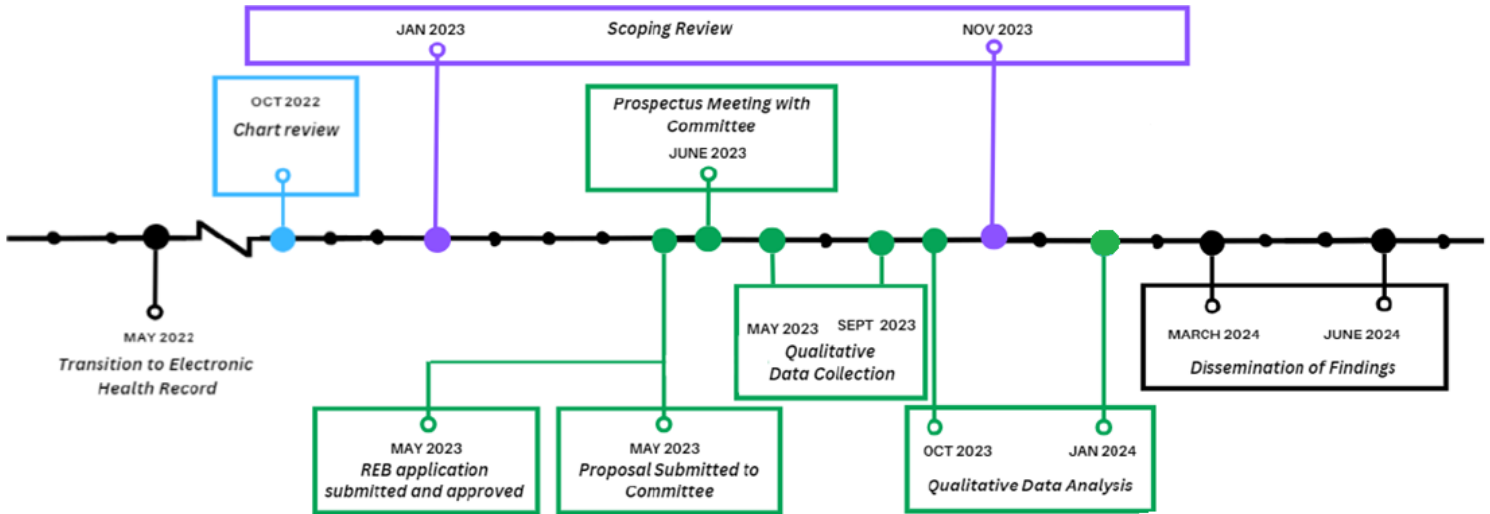 JAN 2023
Scoping Review
NOV 2023
OCT 2022
Chart review
Prospectus Meeting with
Committee
JUNE 2023
MAY 2022
Transition to Electronic
Health Record
MAY 2023
REB application
submitted and approved
MAY 2023
Proposal Submitted to
Committee
MAY 2023
SEPT 2023
Qualitative
Data Collection
OCT 2023
JAN 2024
Qualitative Data Analysis
MARCH 2024
JUNE 2024
Dissemination of Findings